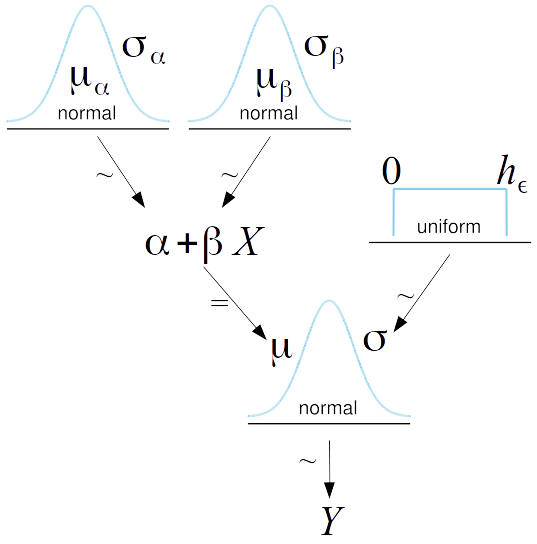 σα σβ
μα μβ
normal normal
0 hϵ
~ ~
uniform
α+β X
= ~
μ σ
normal
~
Y